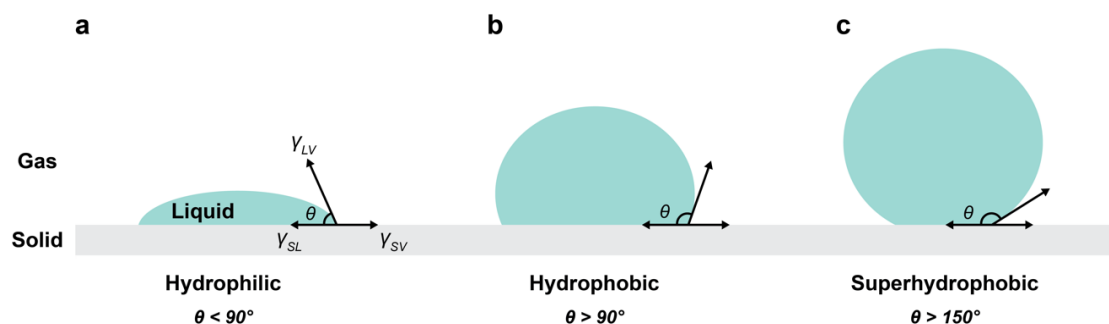 a
b
c
γLV
Gas
Liquid
θ
θ
θ
Solid
γSL
γSV
Hydrophilic
Hydrophobic
Superhydrophobic
θ < 90°
θ > 90°
θ > 150°